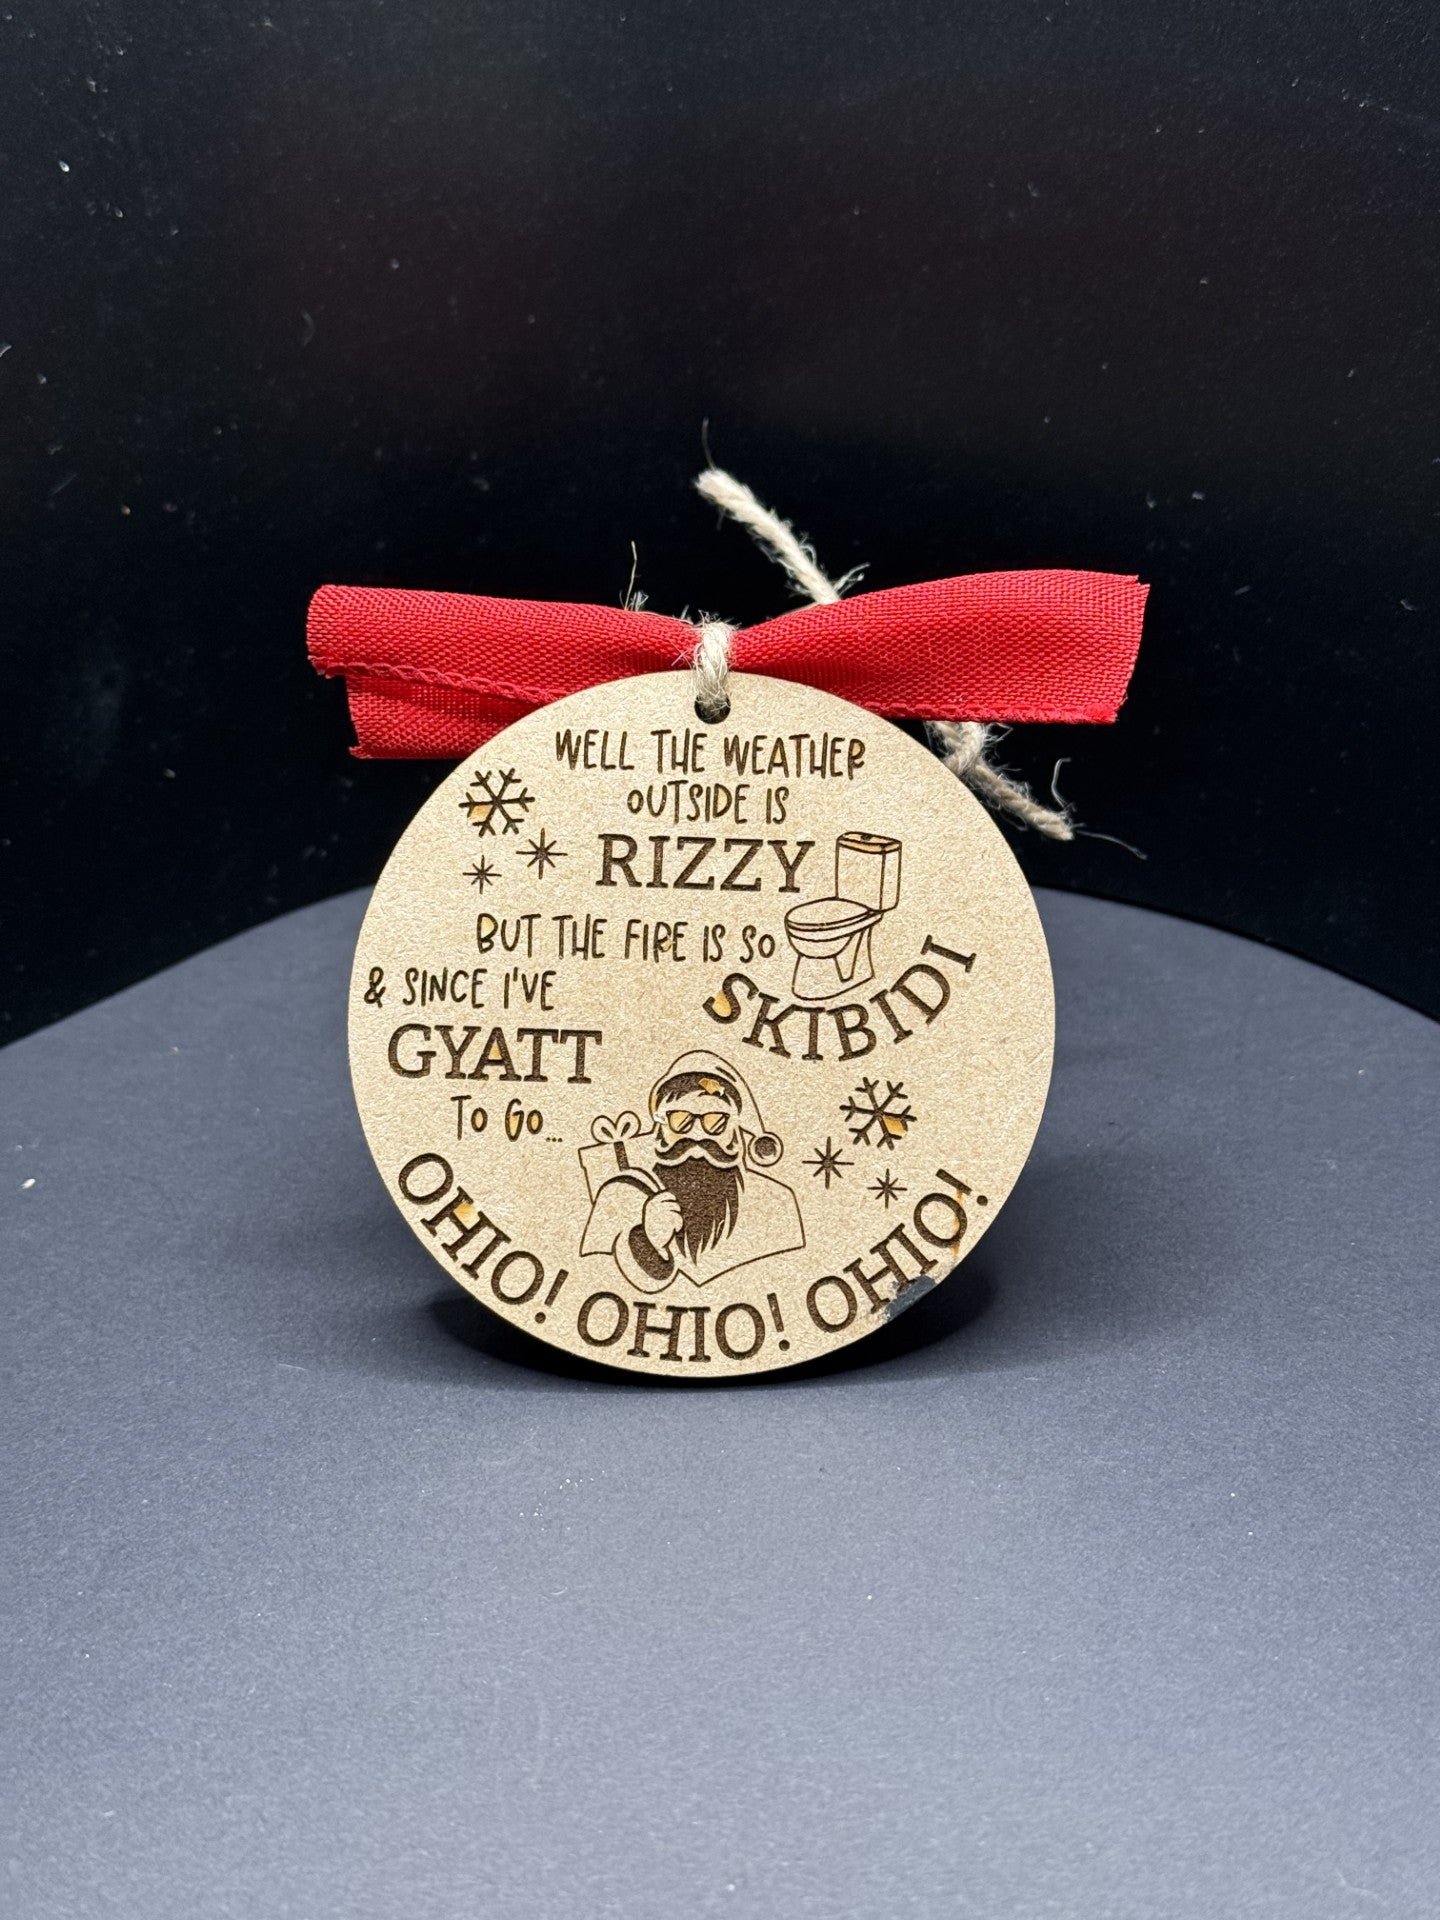 WELL THE WEATHER
OUTSIDE IS
RIZZY
BUT THE FIRE IS SO
SKIBIDI
& SINCE I'VE
GYATT
TO GO...
OHIO! OHIO! OHIO!